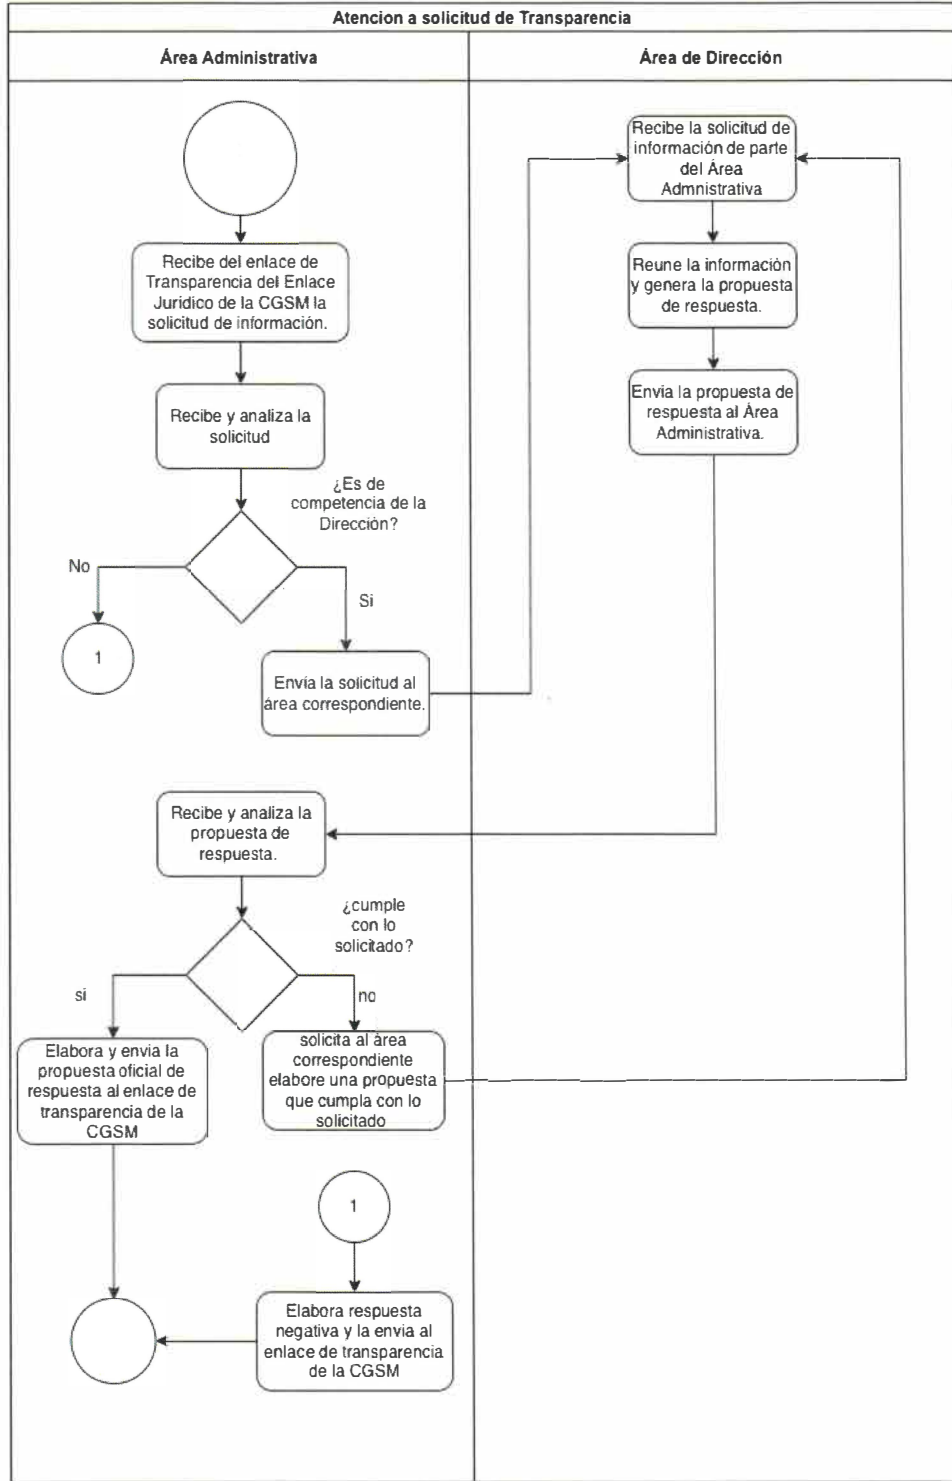 Atencion a solicitud de Transparencia
Área Administrativa
Área de Dirección
Recibe del enlace de
Transparencia del Enlace
Juridico de la CGSM la
solicitud de información.
Recibe y analiza la
solicitud
¿Es de
competencia de la
Dirección?
No
Si
1
Envia la solicitud al
área correspondiente.
Recibe la solicitud de
información de parte
del Área
Admnistrativa
Reune la información
y genera la propuesta
de respuesta.
Envia la propuesta de
respuesta al Área
Administrativa.
Recibe y analiza la
propuesta de
respuesta.
¿cumple
con lo
solicitado?
si
no
Elabora y envia la
propuesta oficial de
respuesta al enlace de
transparencia de la
CGSM
solicita al área
correspondiente
elabore una propuesta
que cumpla con lo
solicitado
1
Elabora respuesta
negativa y la envia al
enlace de transparencia
de la CGSM